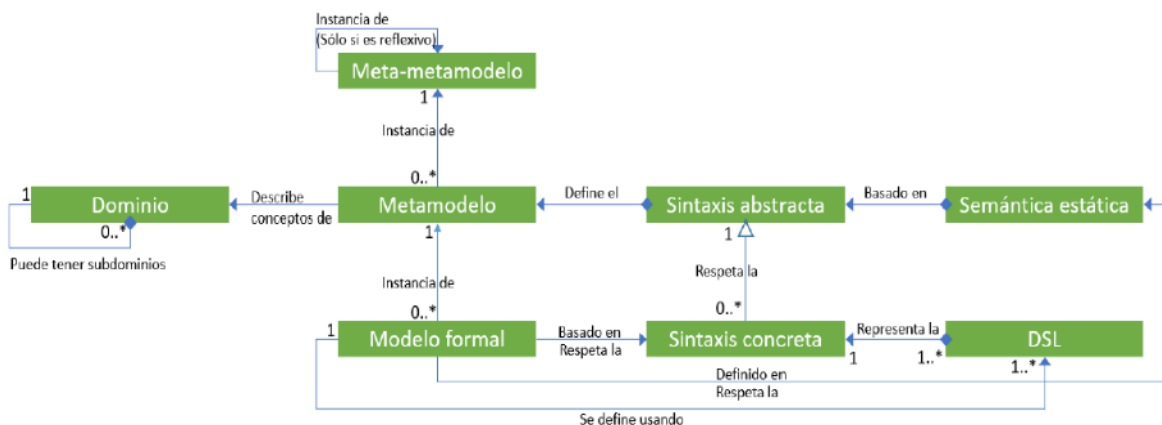 Instancia de
(Sólo si es reflexivo)
Meta-metamodelo
1
Instancia de
0..*
1
Dominio
0..*
Puede tener subdominios
Describe
conceptos de
Metamodelo
1
Define el
Sintaxis abstracta
1
Basado en
Semántica estática
Instancia de
0..*
Respeta la
0..*
1
Modelo formal
Basado en
Respeta la
Sintaxis concreta
1
Representa la
1..*
DSL
1..*
Definido en
Respeta la
Se define usando